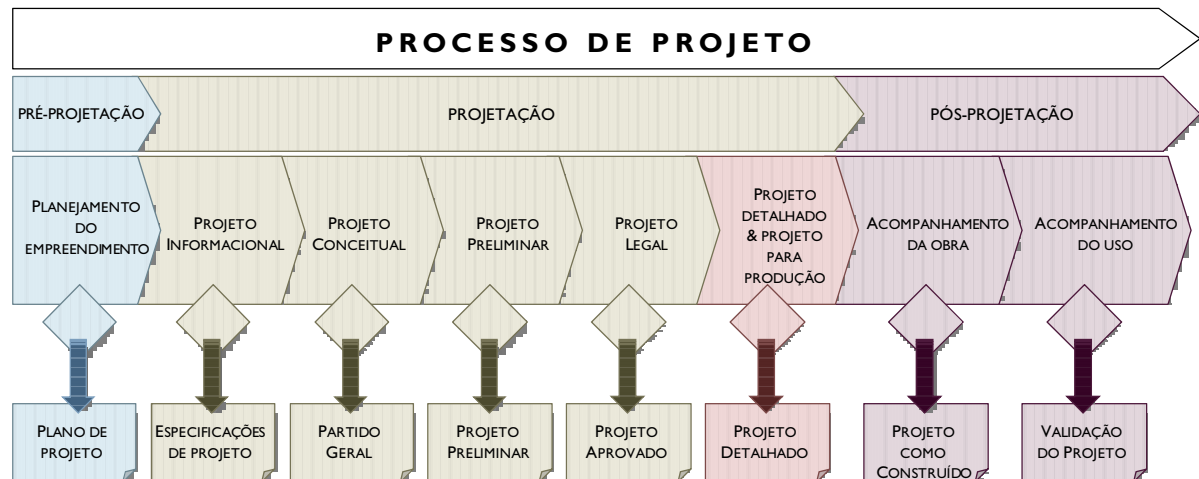 PROCESSO DE PROJETO
PRÉ-PROJETAÇÃO
PROJETAÇÃO
PÓS-PROJETAÇÃO
PLANEJAMENTO
DO
EMPREENDIMENTO
PROJETO
INFORMACIONAL
PROJETO
CONCEITUAL
PROJETO
PRELIMINAR
PROJETO
LEGAL
PROJETO
DETALHADO
& PROJETO
PARA
PRODUÇÃO
ACOMPANHAMENTO
DA OBRA
ACOMPANHAMENTO
DO USO
PLANO DE
PROJETO
ESPECIFICAÇÕES
DE PROJETO
PARTIDO
GERAL
PROJETO
PRELIMINAR
PROJETO
APROVADO
PROJETO
DETALHADO
PROJETO
COMO
CONSTRUÍDO
VALIDAÇÃO
DO PROJETO